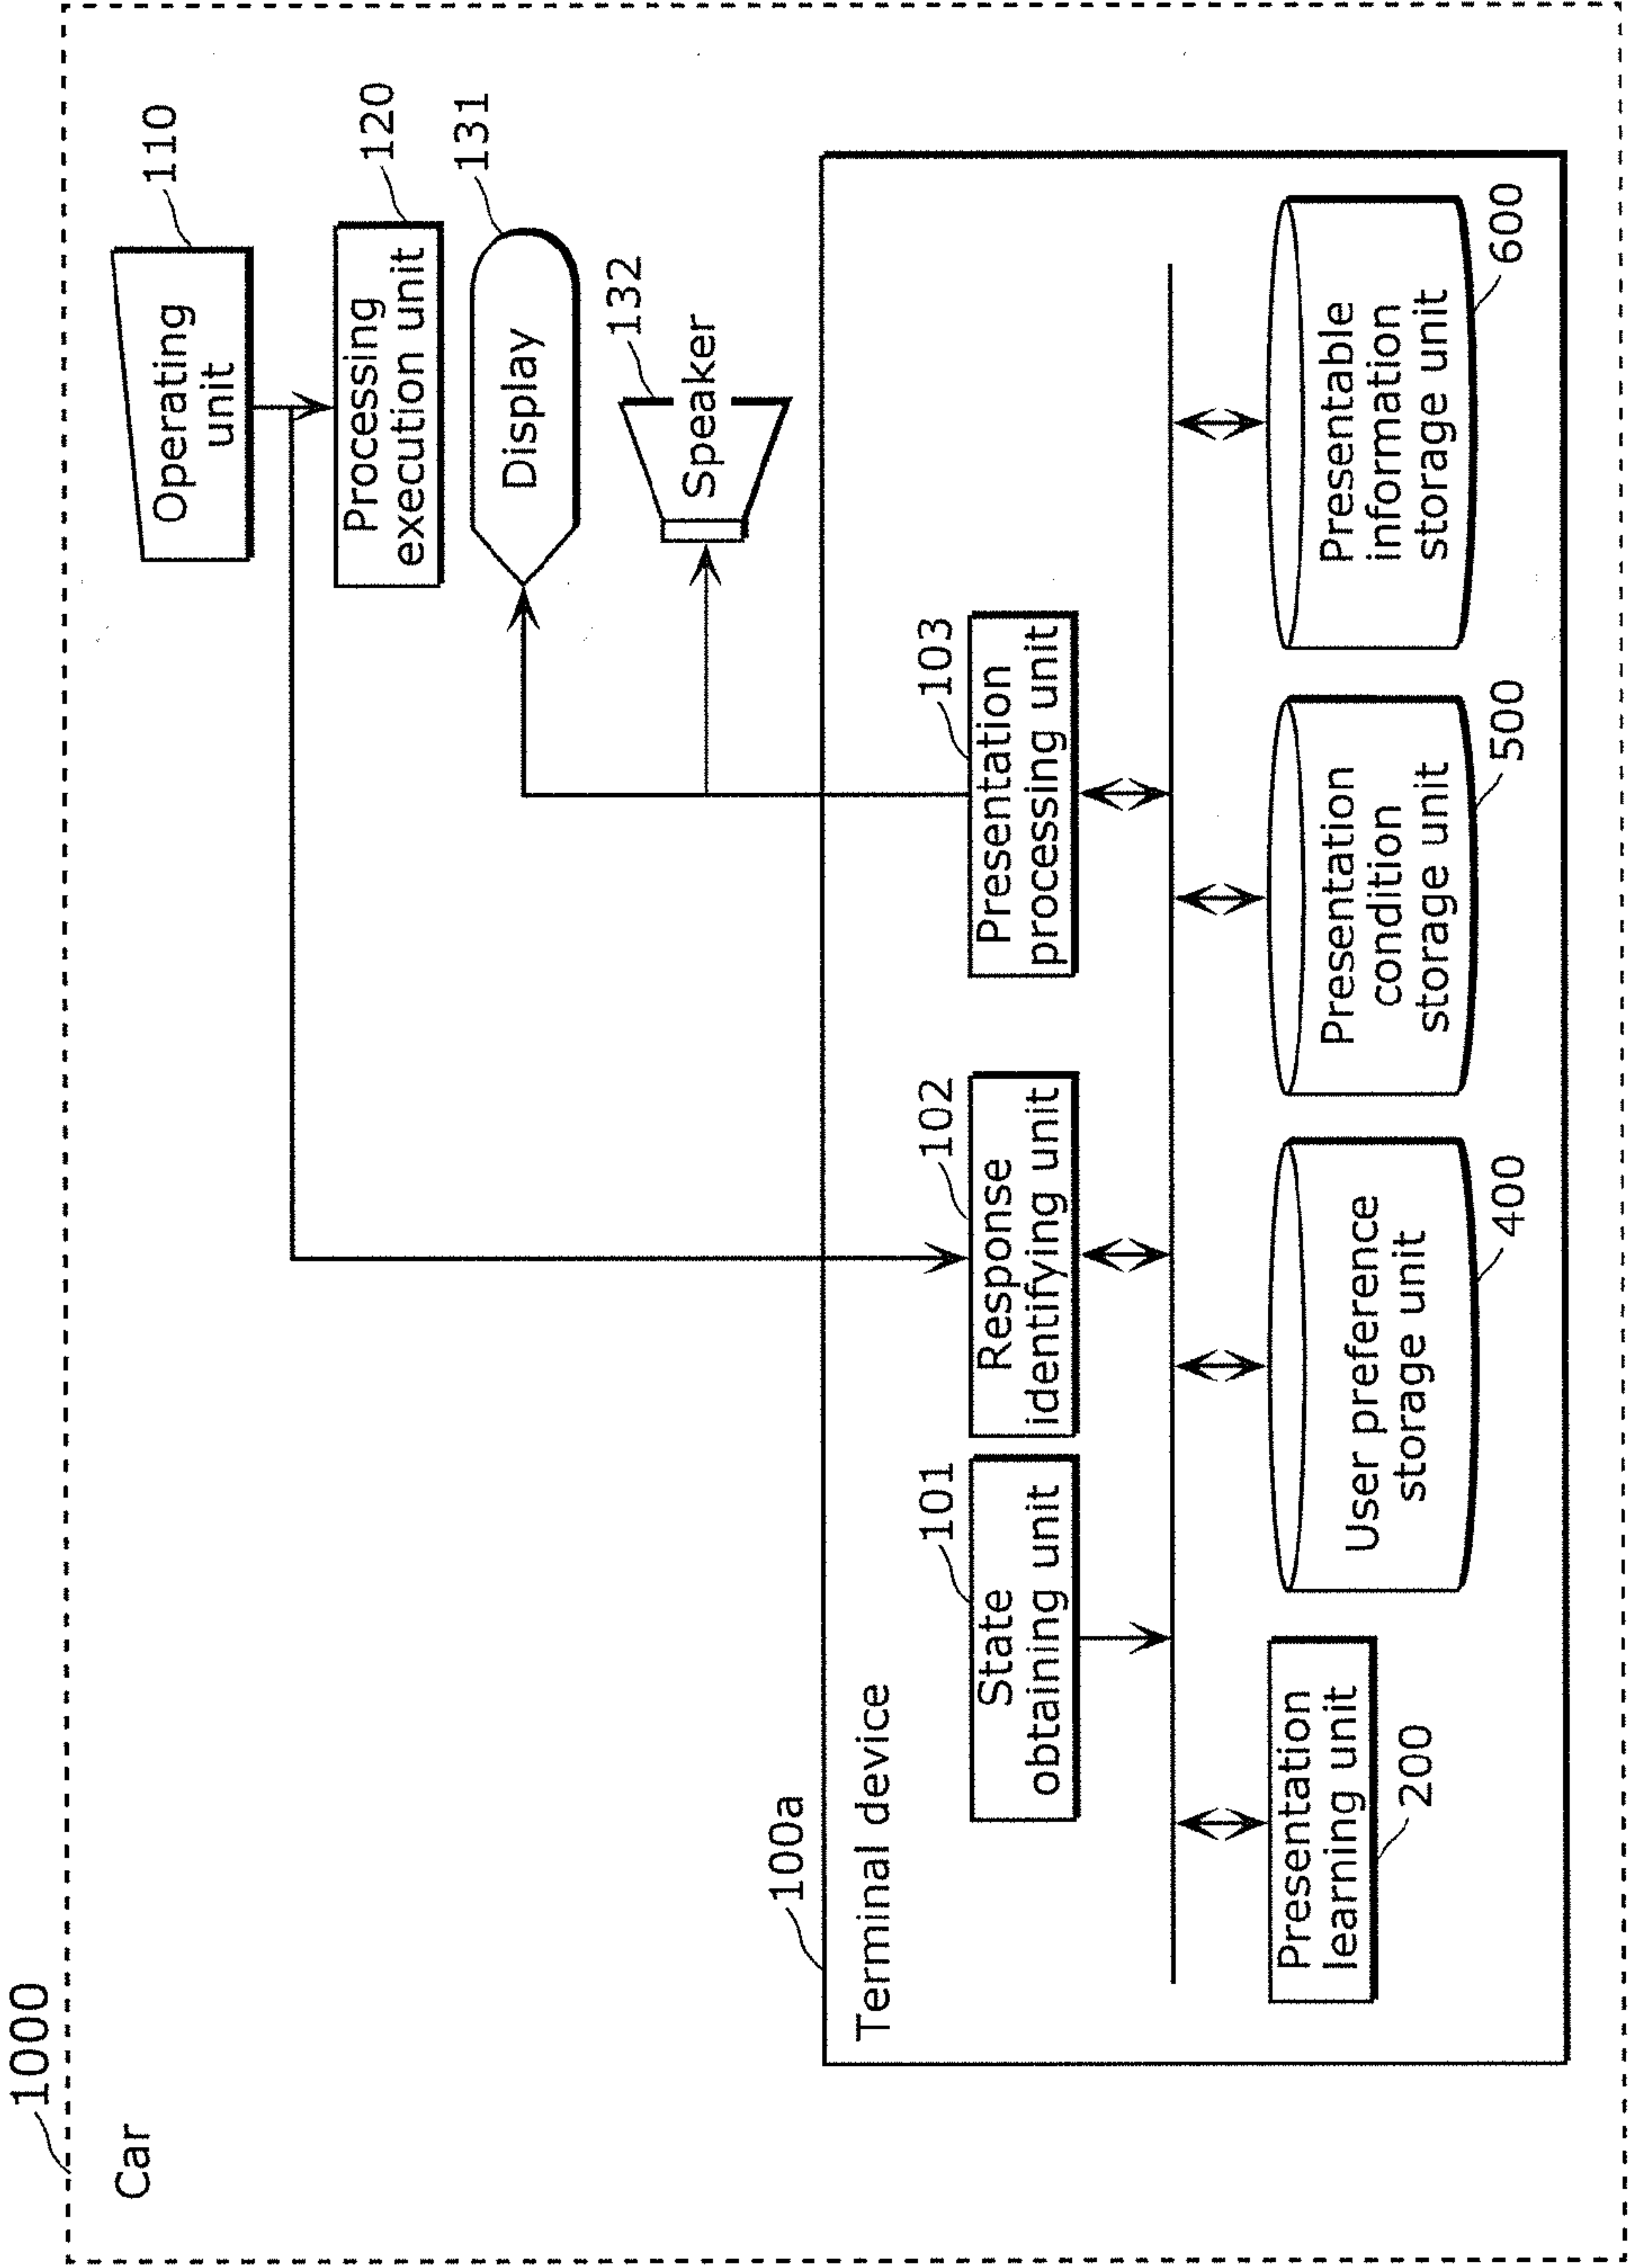 1000
Car
Operating
unit
110
Processing
execution unit
120
Display
131
Speaker
132
100a
Terminal device
State
obtaining unit
101
Response
identifying unit
102
Presentation
processing unit
103
Presentation
learning unit
200
User preference
storage unit
400
Presentation
condition
storage unit
500
Presentable
information
storage unit
600